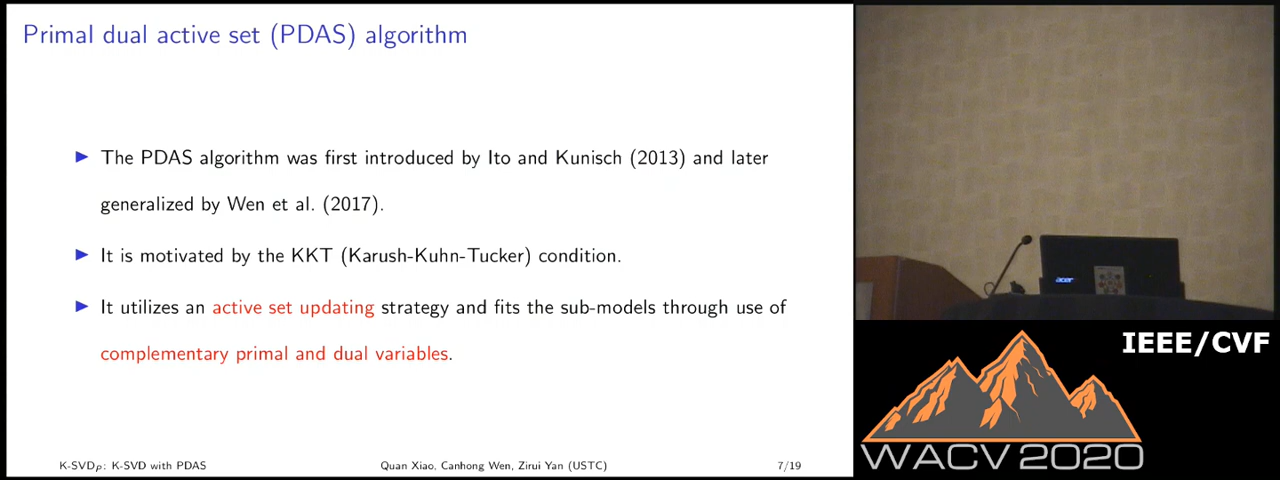 Primal dual active set (PDAS) algorithm
▶ The PDAS algorithm was first introduced by Ito and Kunisch (2013) and later
generalized by Wen et al. (2017).
▶ It is motivated by the KKT (Karush-Kuhn-Tucker) condition.
▶ It utilizes an active set updating strategy and fits the sub-models through use of
complementary primal and dual variables.
K-SVD_P: K-SVD with PDAS
Quan Xiao, Canhong Wen, Zirui Yan (USTC)
7/19
acer
IEEE/CVF
WACV 2020